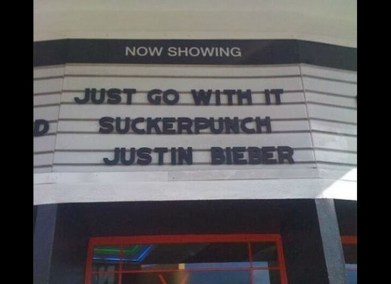 NOW SHOWING
JUST GO WITH IT
SUCKERPUNCH
JUSTIN BIEBER